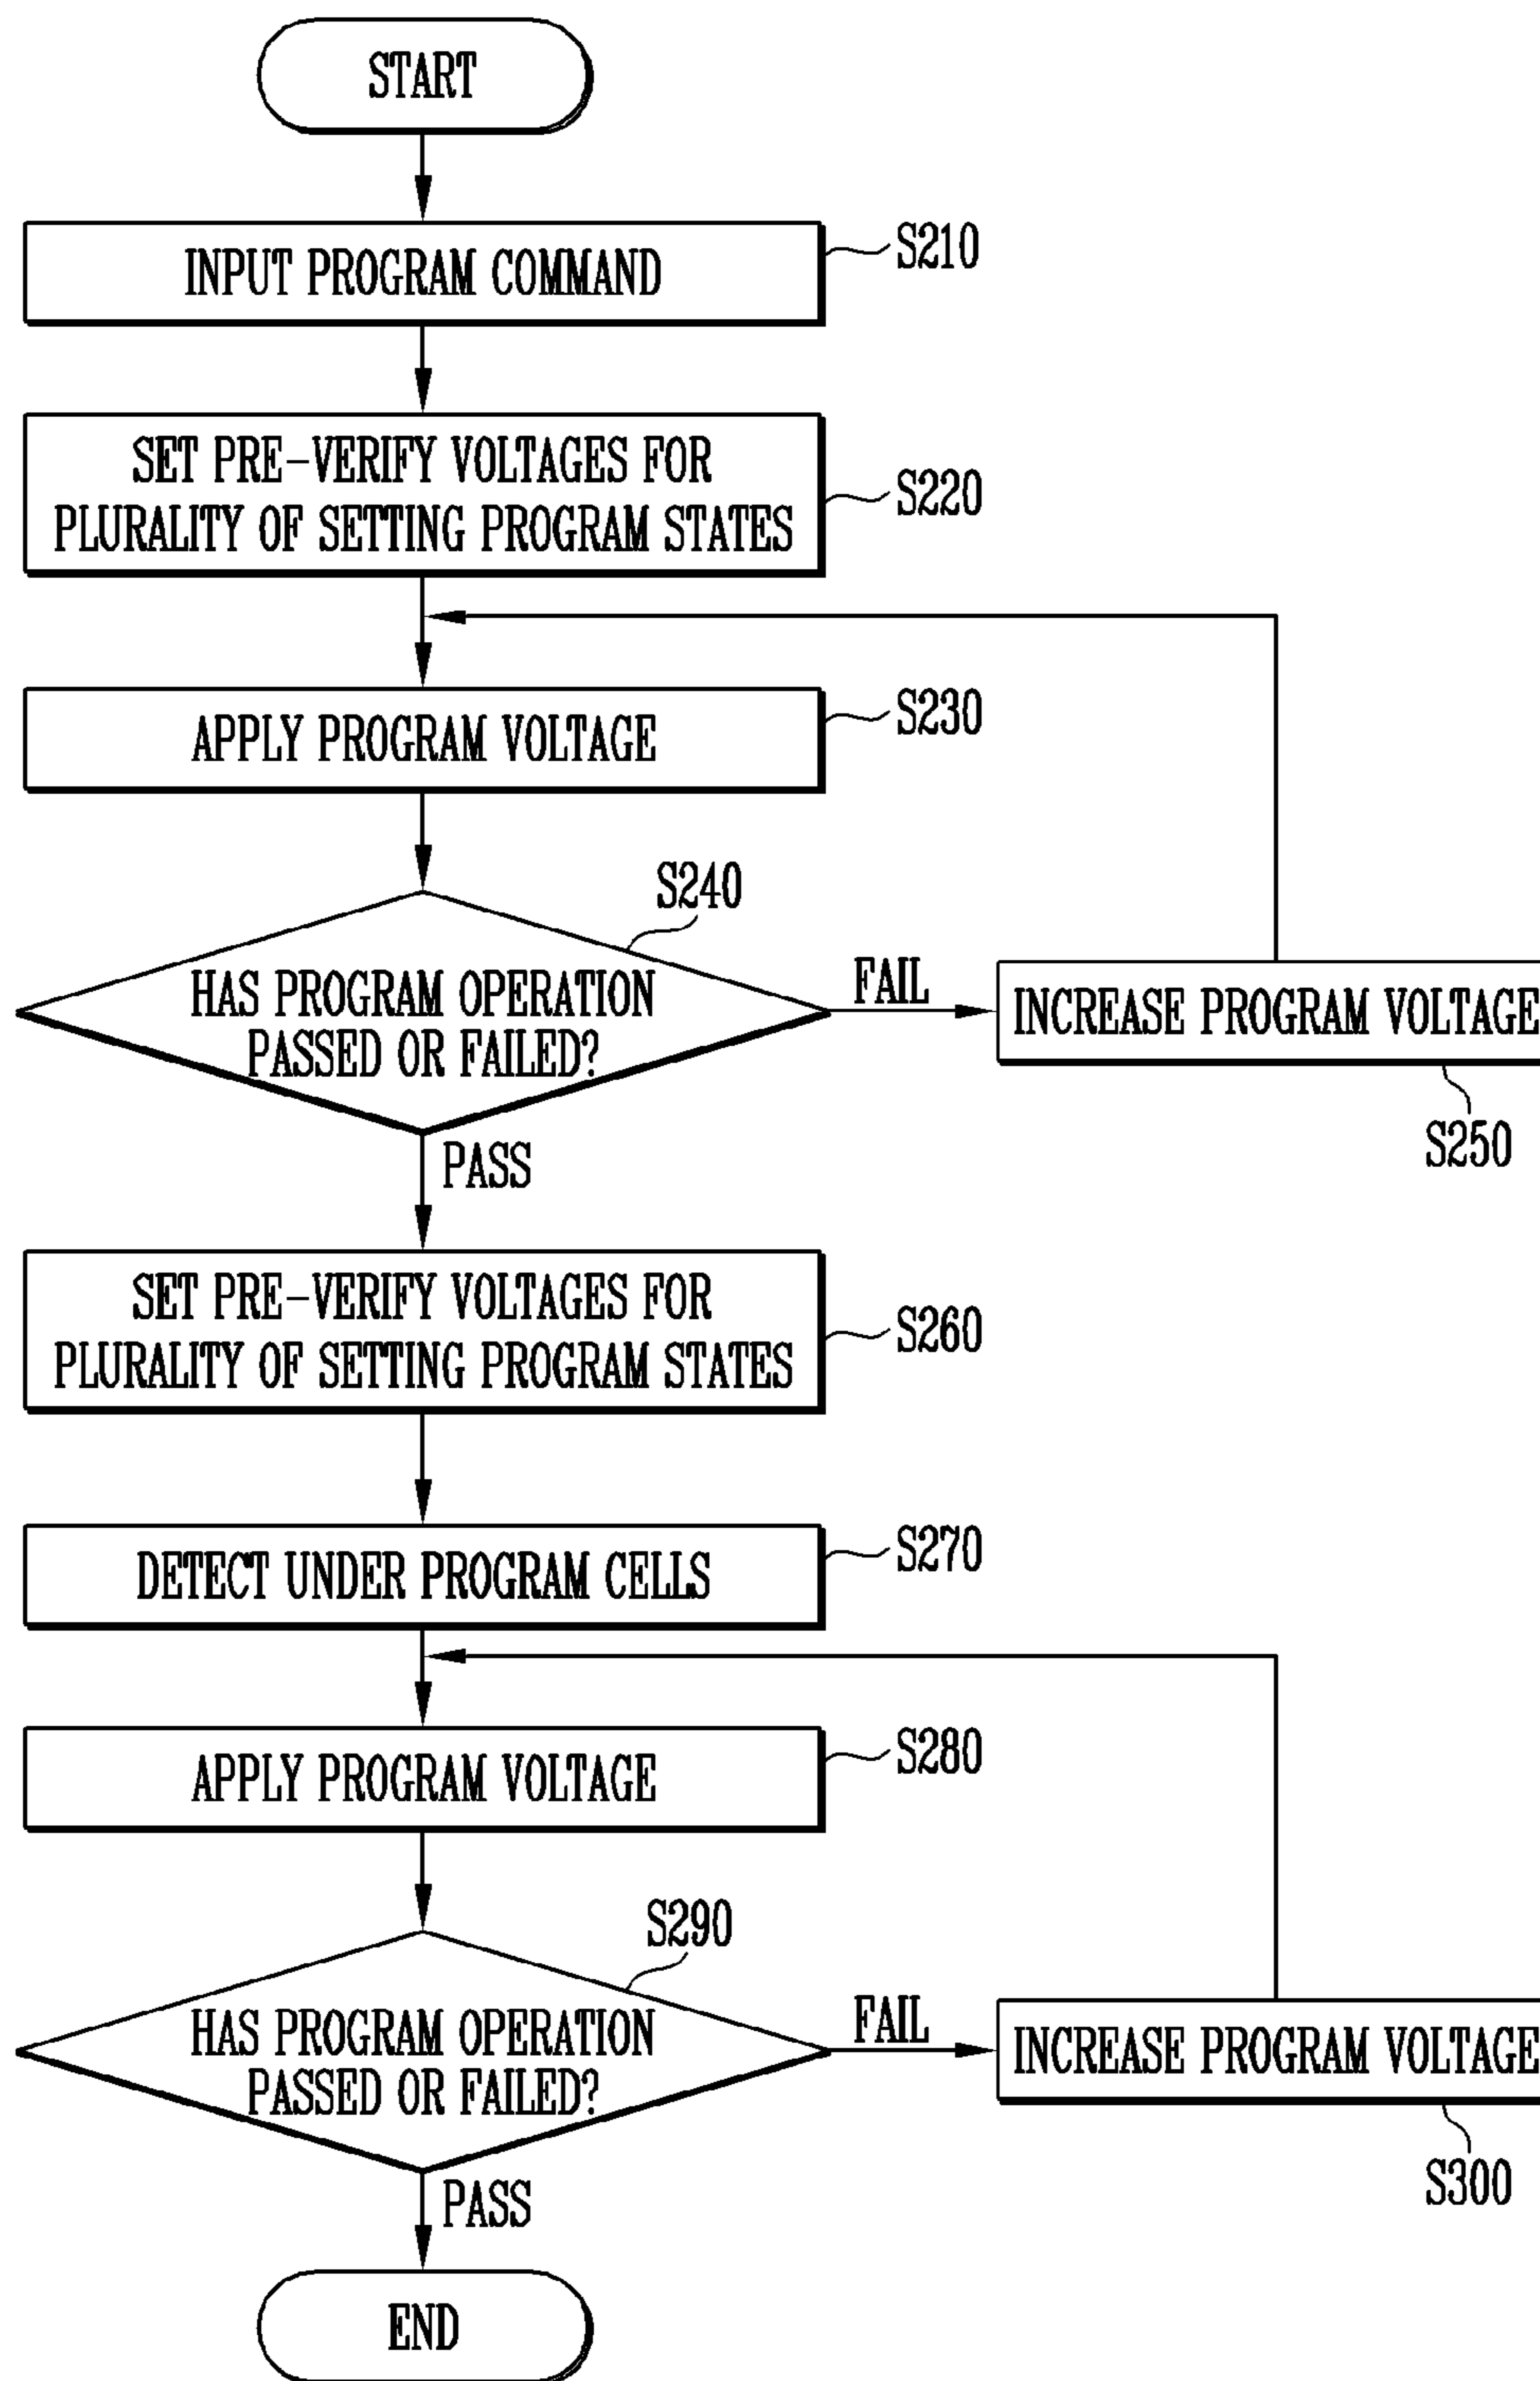 START
INPUT PROGRAM COMMAND
S210
SET PRE-VERIFY VOLTAGES FOR
PLURALITY OF SETTING PROGRAM STATES
S220
APPLY PROGRAM VOLTAGE
S230
S240
HAS PROGRAM OPERATION
PASSED OR FAILED?
FAIL
INCREASE PROGRAM VOLTAGE
S250
PASS
SET PRE-VERIFY VOLTAGES FOR
PLURALITY OF SETTING PROGRAM STATES
S260
DETECT UNDER PROGRAM CELLS
S270
APPLY PROGRAM VOLTAGE
S280
S290
HAS PROGRAM OPERATION
PASSED OR FAILED?
FAIL
INCREASE PROGRAM VOLTAGE
S300
PASS
END